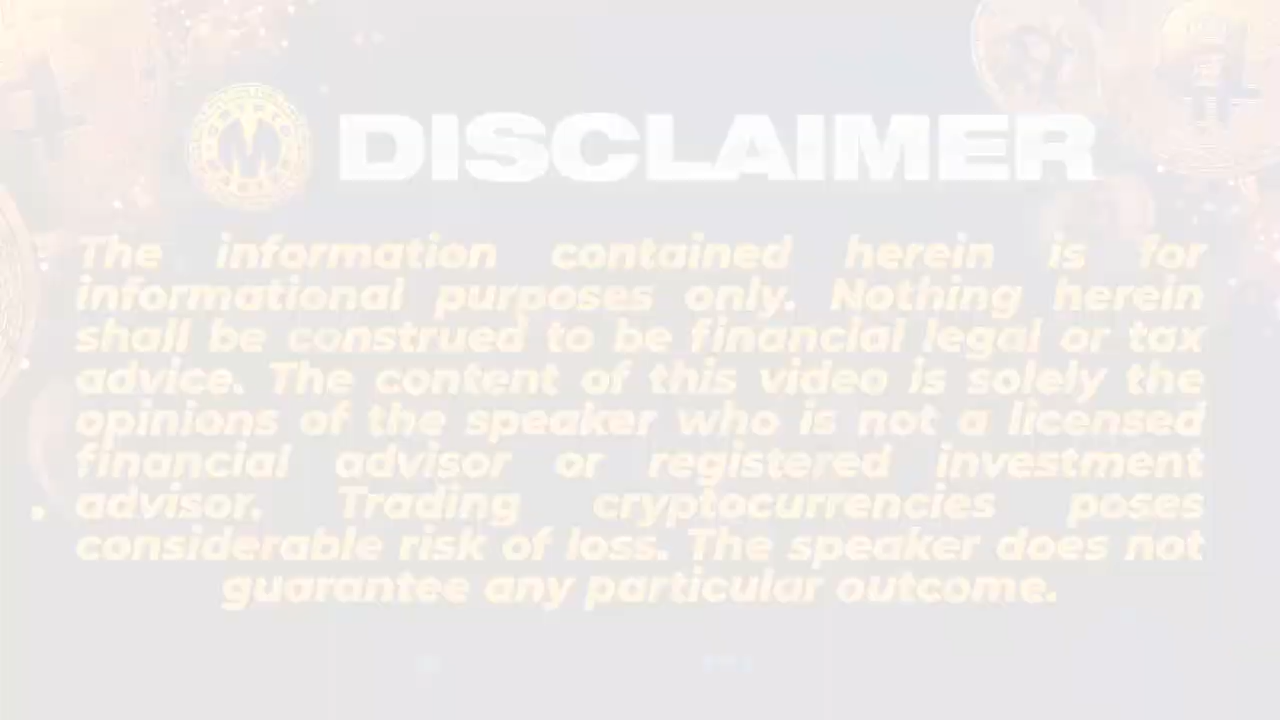 DISCLAIMER
The information contained herein is for
informational purposes only. Nothing herein
shall be construed to be financial legal or tax
advice. The content of this video is solely the
opinions of the speaker who is not a licensed
financial advisor or registered investment
advisor. Trading cryptocurrencies poses
considerable risk of loss. The speaker does not
guarantee any particular outcome.